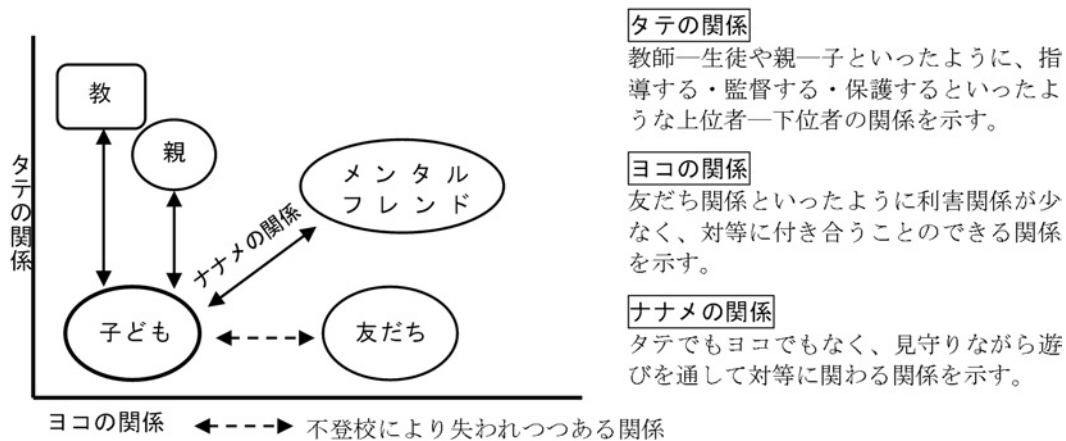 タテの関係
教
親
メンタル
フレンド
ナナメの関係
子ども
友だち
ヨコの関係
不登校により失われつつある関係
タテの関係
教師―生徒や親―子といったように、指
導する・監督する・保護するといったよ
うな上位者―下位者の関係を示す。
ヨコの関係
友だち関係といったように利害関係が少
なく、対等に付き合うことのできる関係
を示す。
ナナメの関係
タテでもヨコでもなく、見守りながら遊
びを通して対等に関わる関係を示す。